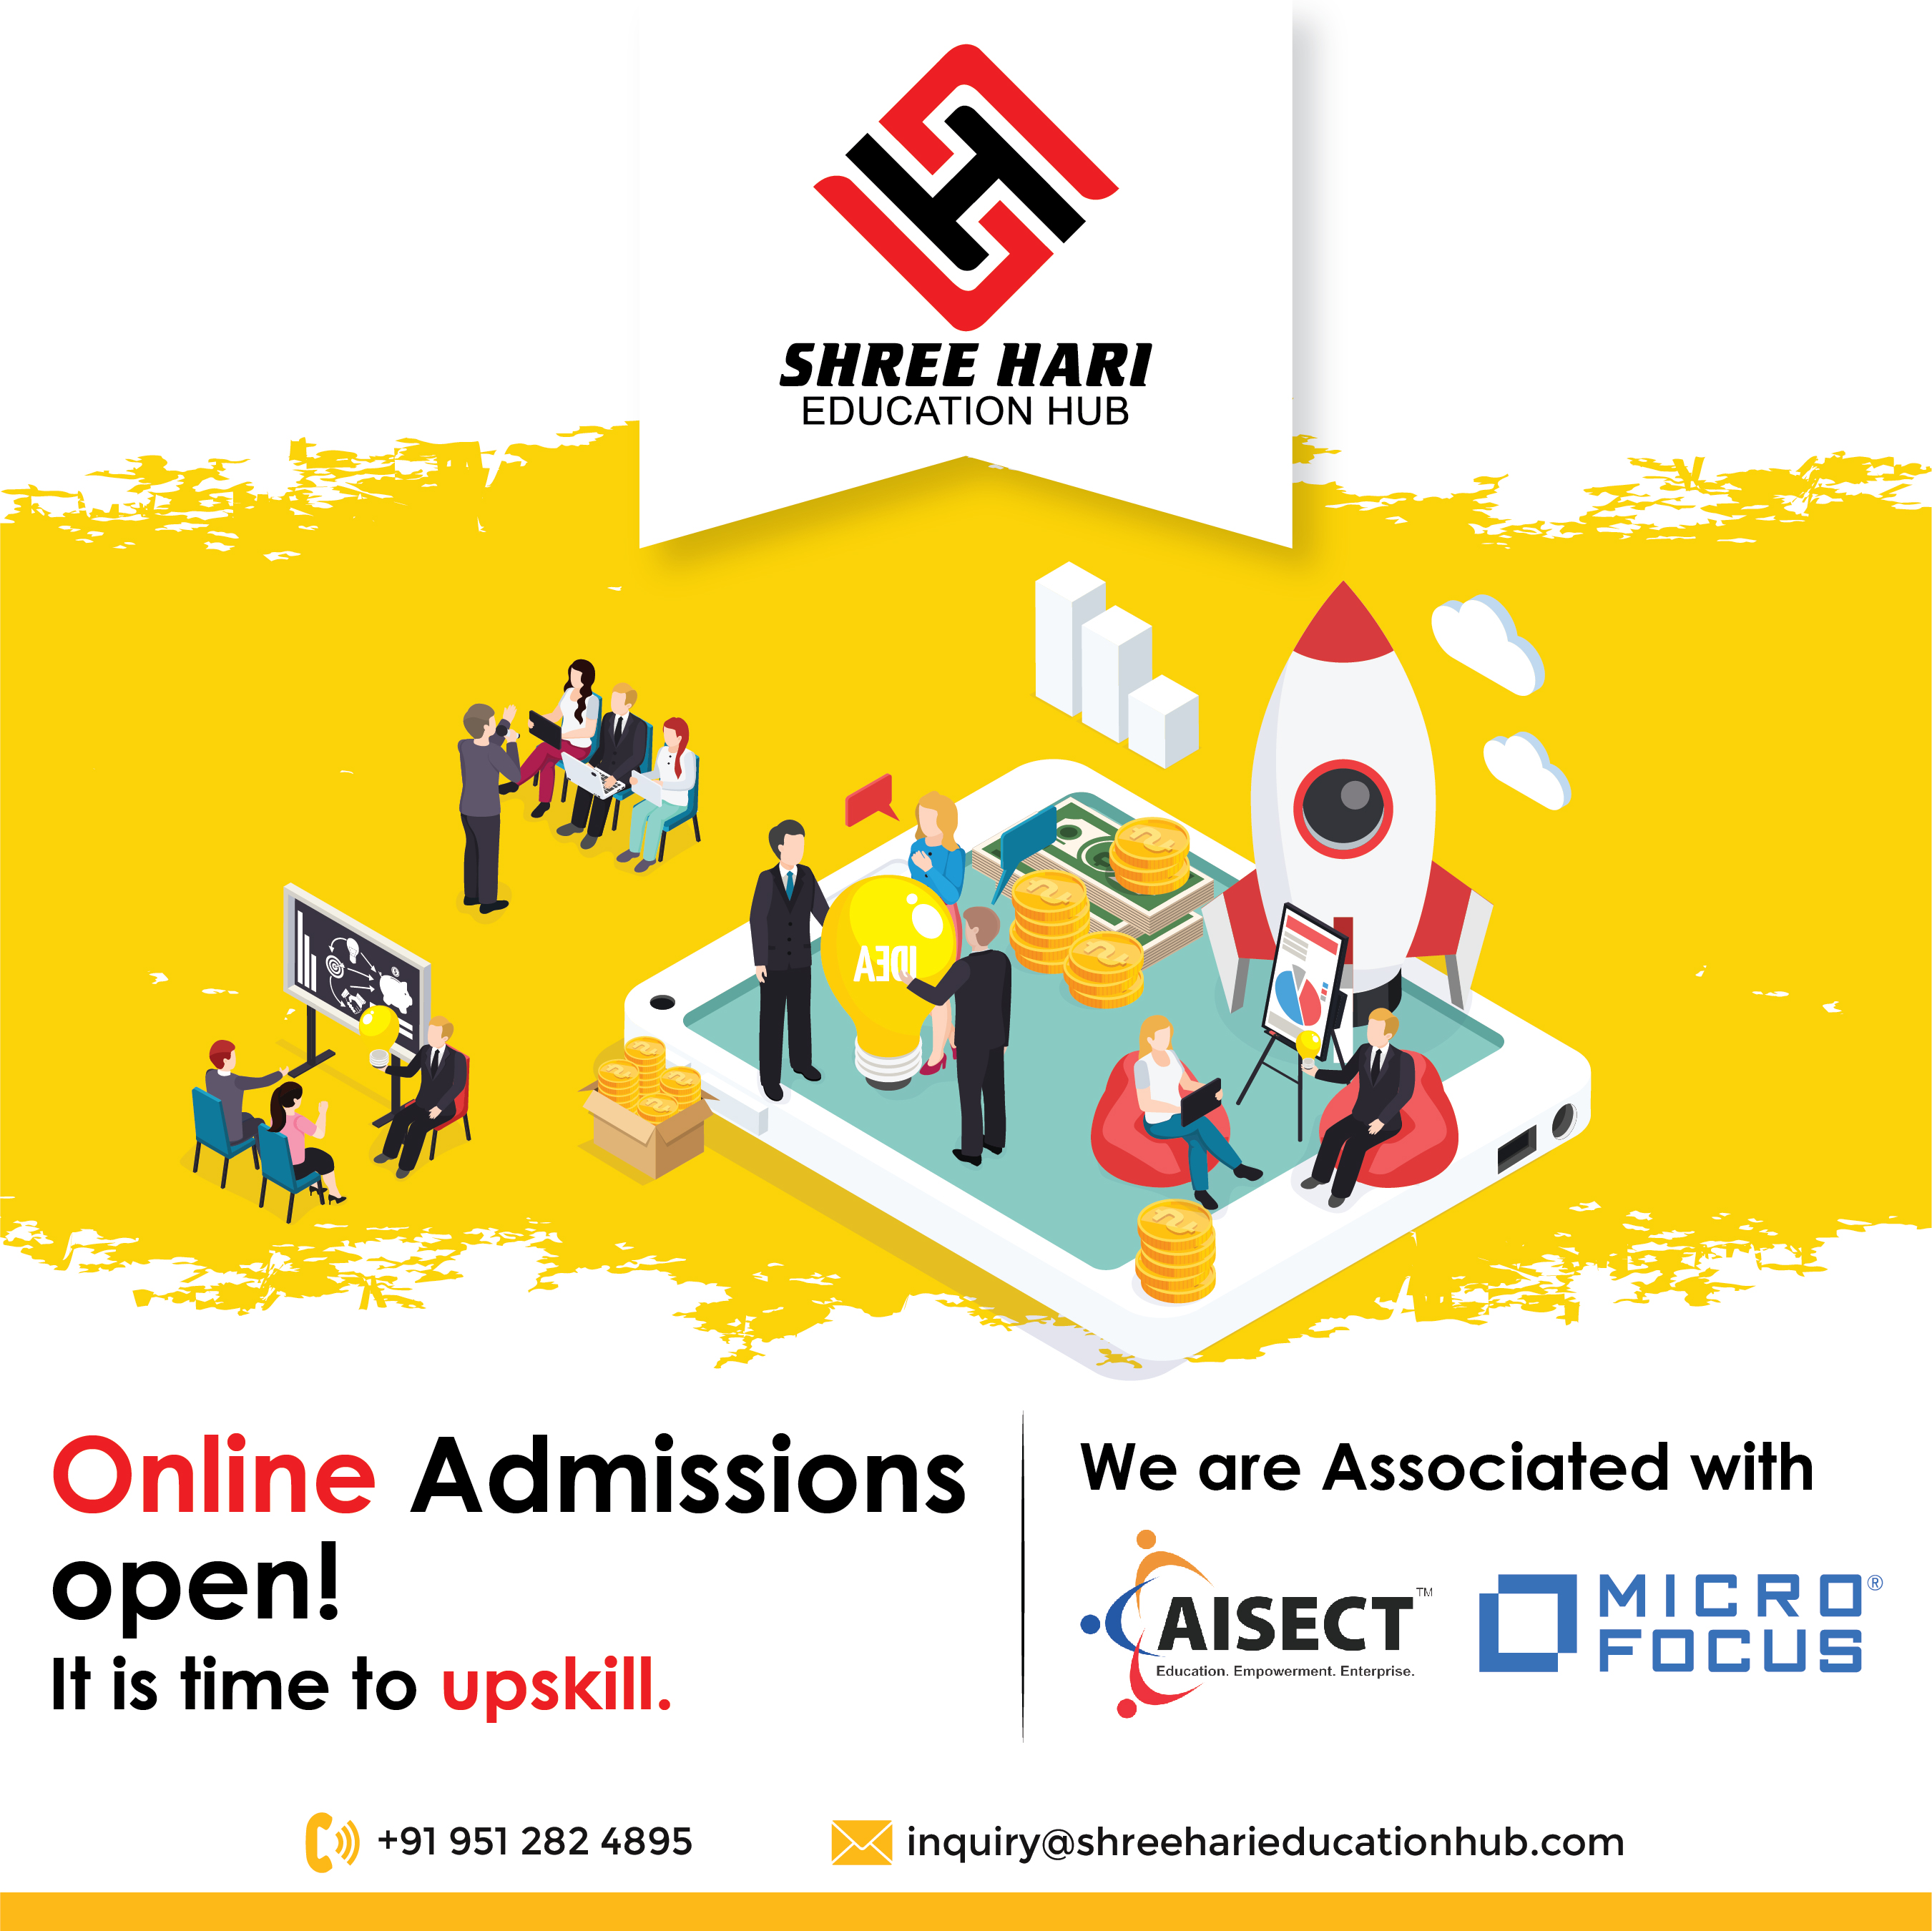 SHREE HARI
EDUCATION HUB
IDEA
Online Admissions
open!
It is time to upskill.
We are Associated with
AISECT™
Education. Empowerment. Enterprise.
MICRO®
FOCUS
+91 951 282 4895
inquiry@shreeharieducationhub.com